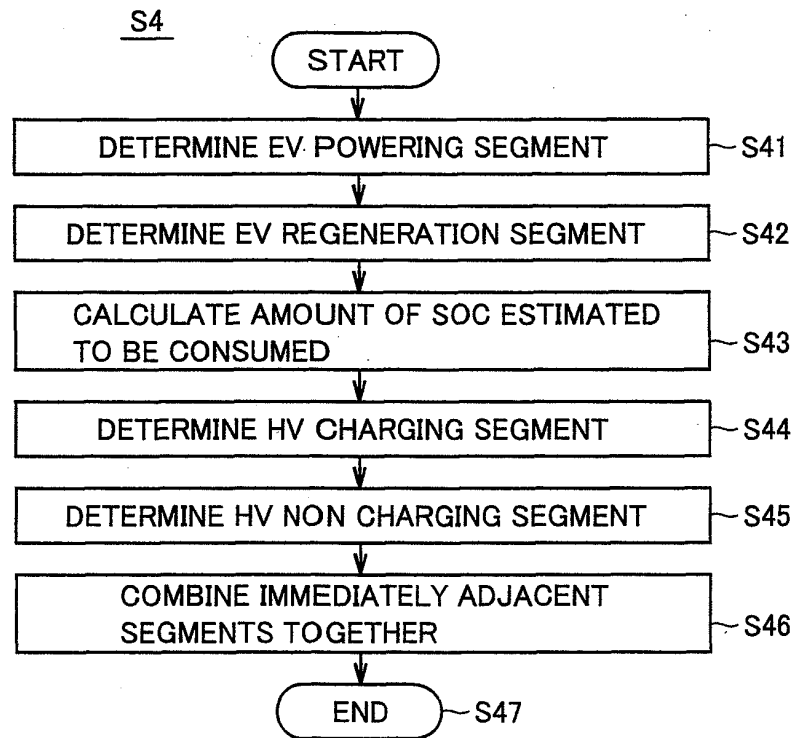 S4
START
DETERMINE EV POWERING SEGMENT
S41
DETERMINE EV REGENERATION SEGMENT
S42
CALCULATE AMOUNT OF SOC ESTIMATED
TO BE CONSUMED
S43
DETERMINE HV CHARGING SEGMENT
S44
DETERMINE HV NON CHARGING SEGMENT
S45
COMBINE IMMEDIATELY ADJACENT
SEGMENTS TOGETHER
S46
END
S47